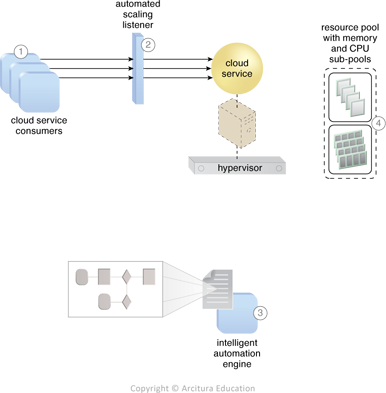 automated
scaling
listener
1
2
cloud
service
cloud service
consumers
resource pool
with memory
and CPU
sub-pools
4
hypervisor
3
intelligent
automation
engine
Copyright © Arcitura Education